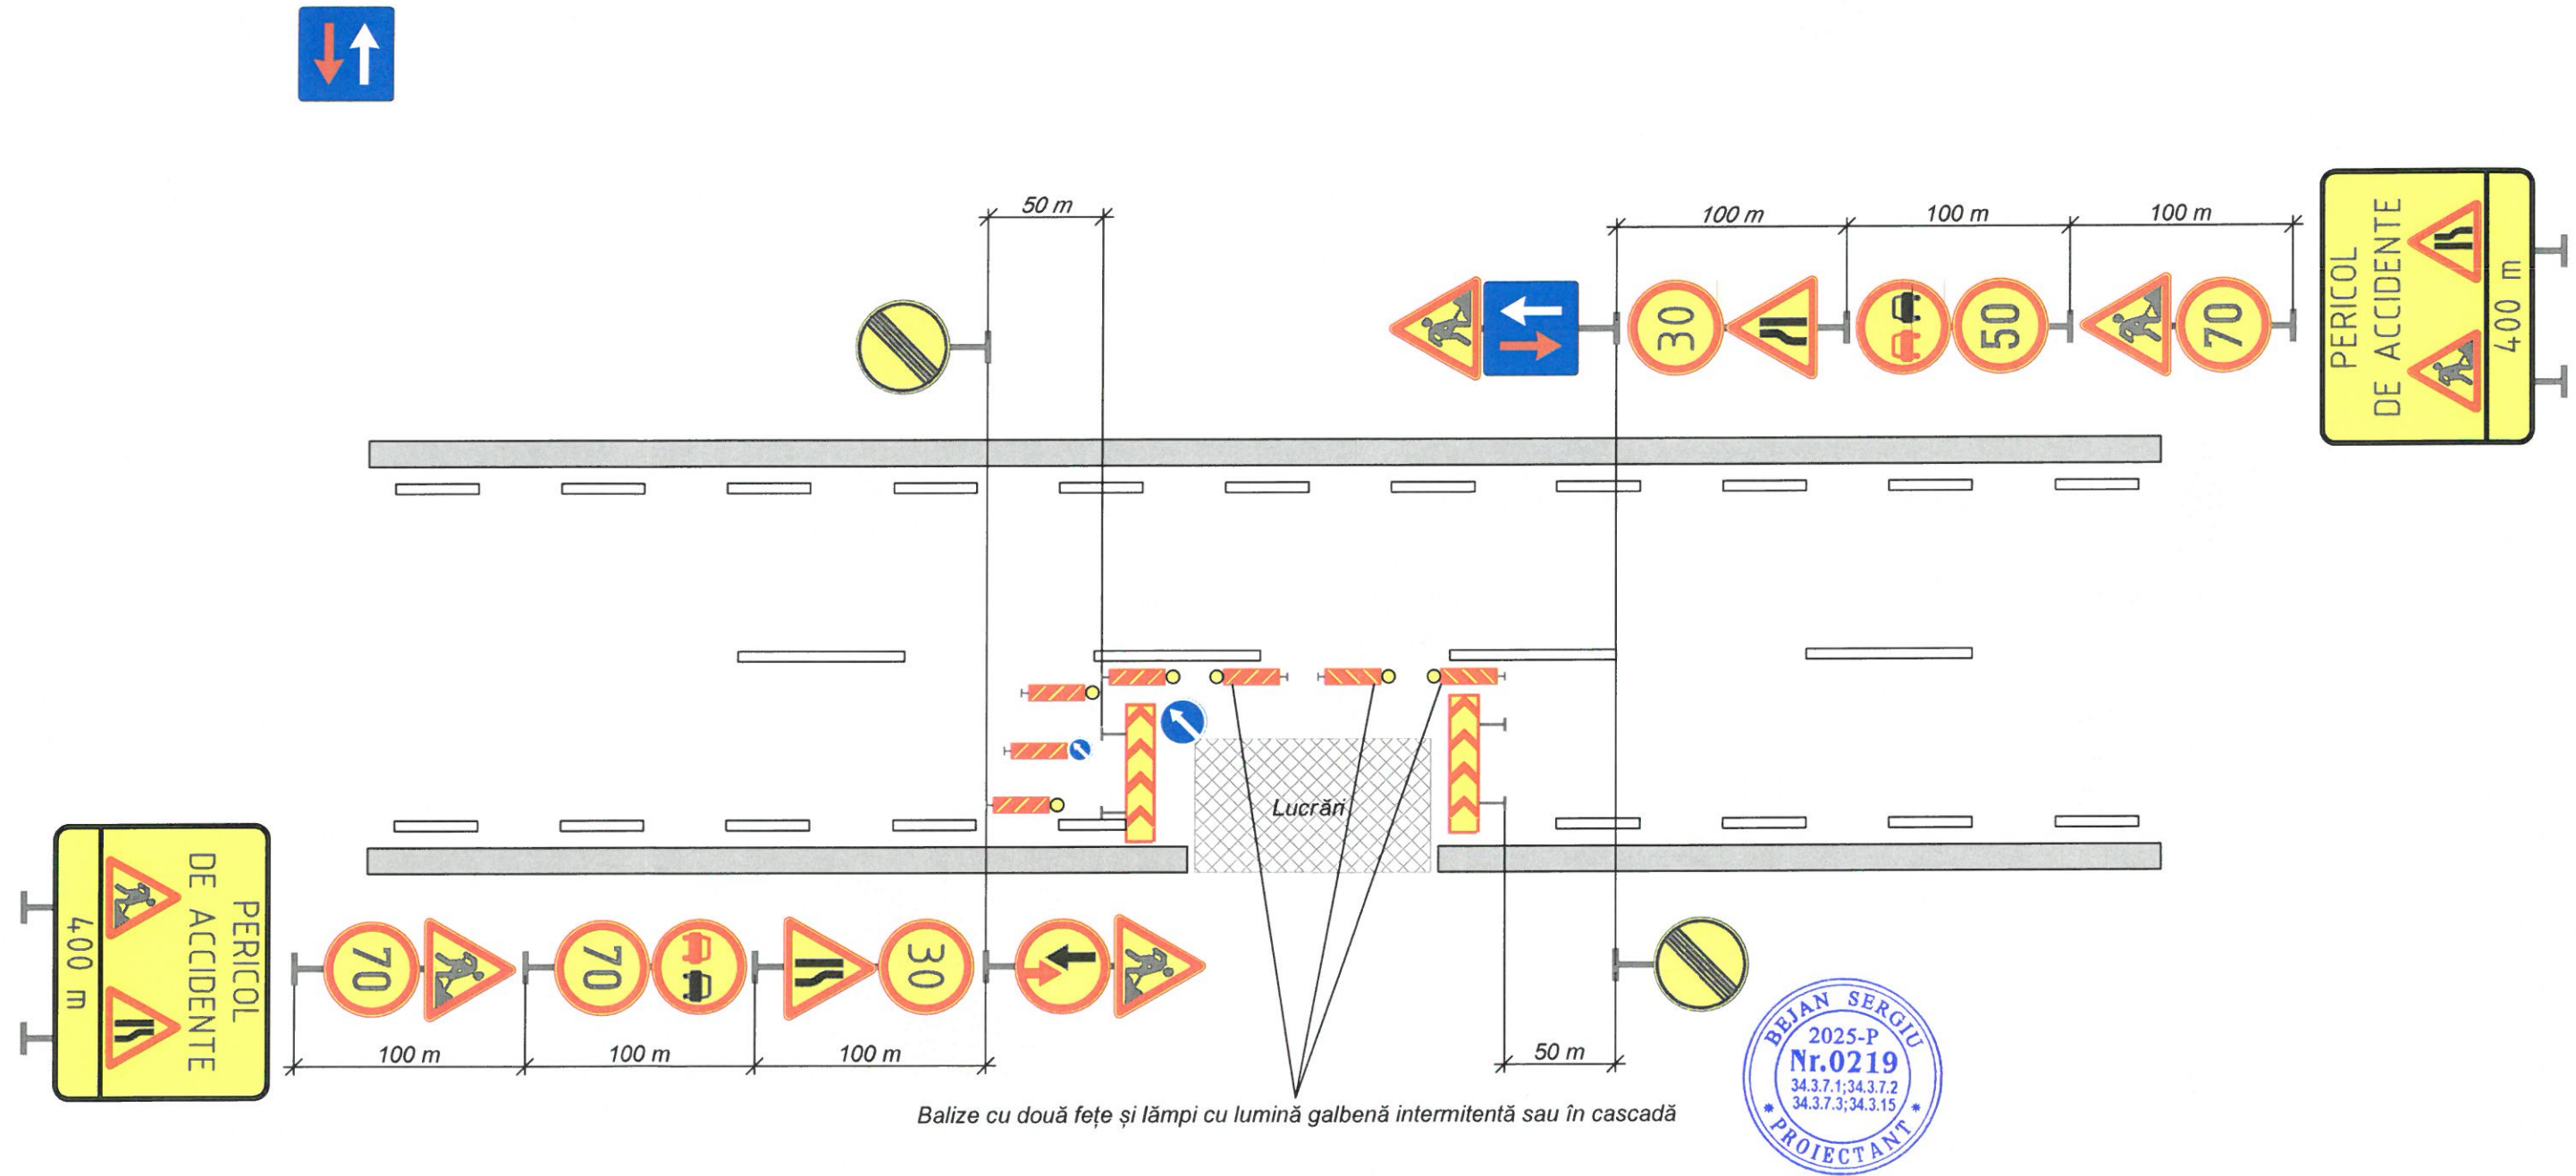 50 m
100 m
100 m
100 m
PERICOL
DE ACCIDENTE
400 m
30
50
70
Lucrări
PERICOL
DE ACCIDENTE
400 m
70
70
30
100 m
100 m
100 m
50 m
Balize cu două fețe și lămpi cu lumină galbenă intermitentă sau în cascadă
BEJAN SERGIU
2025-P
Nr.0219
34.3.7.1;34.3.7.2
34.3.7.3;34.3.15
* PROIECTANT *